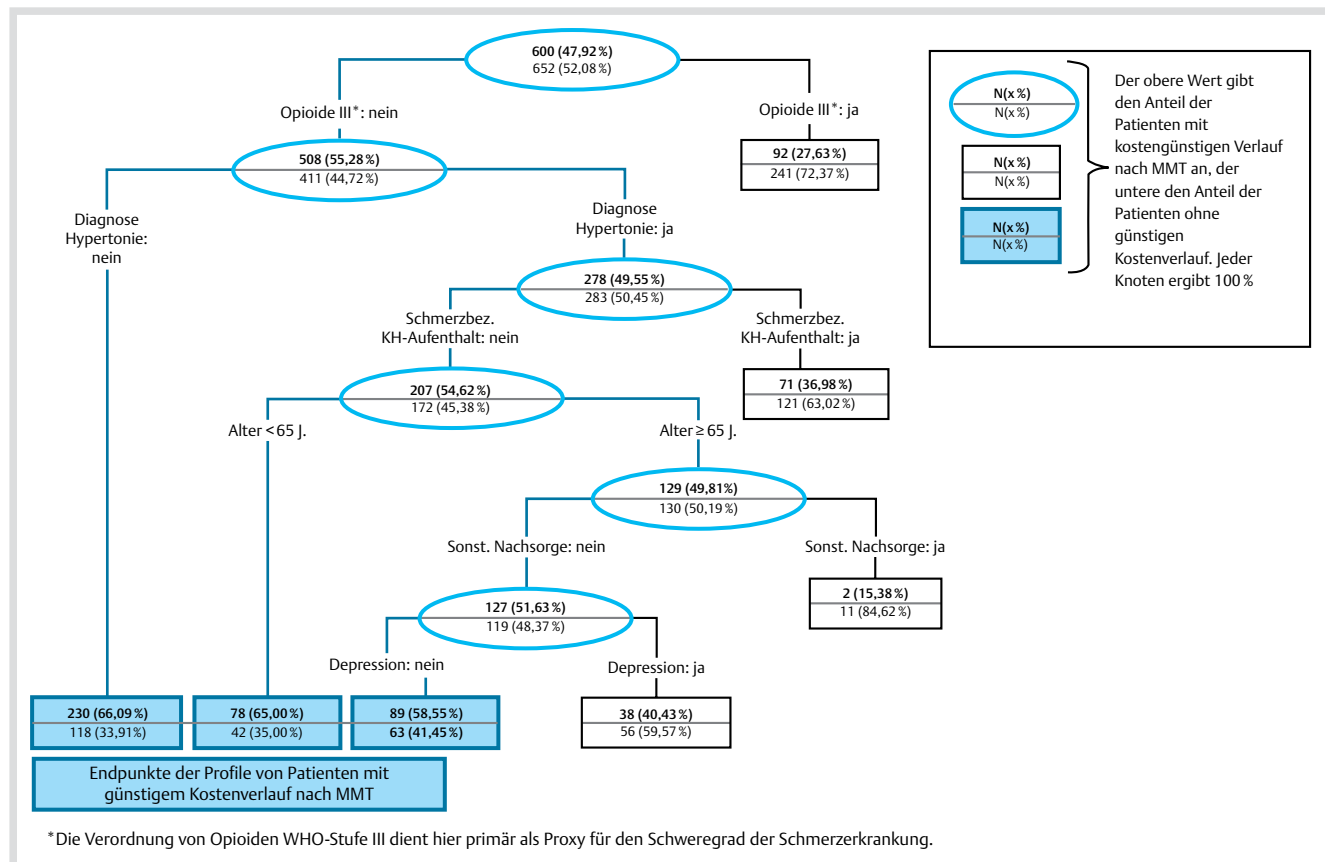 600 (47,92 %)
652 (52,08 %)
Opioide III*: nein
Opioide III*: ja
508 (55,28 %)
411 (44,72 %)
92 (27,63 %)
241 (72,37 %)
Diagnose
Hypertonie:
nein
Diagnose
Hypertonie: ja
278 (49,55 %)
283 (50,45 %)
Schmerzbez.
KH-Aufenthalt: nein
Schmerzbez.
KH-Aufenthalt: ja
207 (54,62 %)
172 (45,38 %)
71 (36,98 %)
121 (63,02 %)
Alter < 65 J.
Alter ≥ 65 J.
129 (49,81%)
130 (50,19 %)
Sonst. Nachsorge: nein
Sonst. Nachsorge: ja
127 (51,63 %)
119 (48,37 %)
2 (15,38 %)
11 (84,62 %)
Depression: nein
Depression: ja
230 (66,09 %)
118 (33,91 %)
78 (65,00 %)
42 (35,00 %)
89 (58,55 %)
63 (41,45 %)
38 (40,43 %)
56 (59,57 %)
Endpunkte der Profile von Patienten mit
günstigem Kostenverlauf nach MMT
N(x %)
N(x %)
N(x %)
N(x %)
N(x %)
N(x %)
Der obere Wert gibt
den Anteil der
Patienten mit
kostengünstigen Verlauf
nach MMT an, der
untere den Anteil der
Patienten ohne
günstigen
Kostenverlauf. Jeder
Knoten ergibt 100 %
*Die Verordnung von Opioiden WHO-Stufe III dient hier primär als Proxy für den Schweregrad der Schmerzerkrankung.